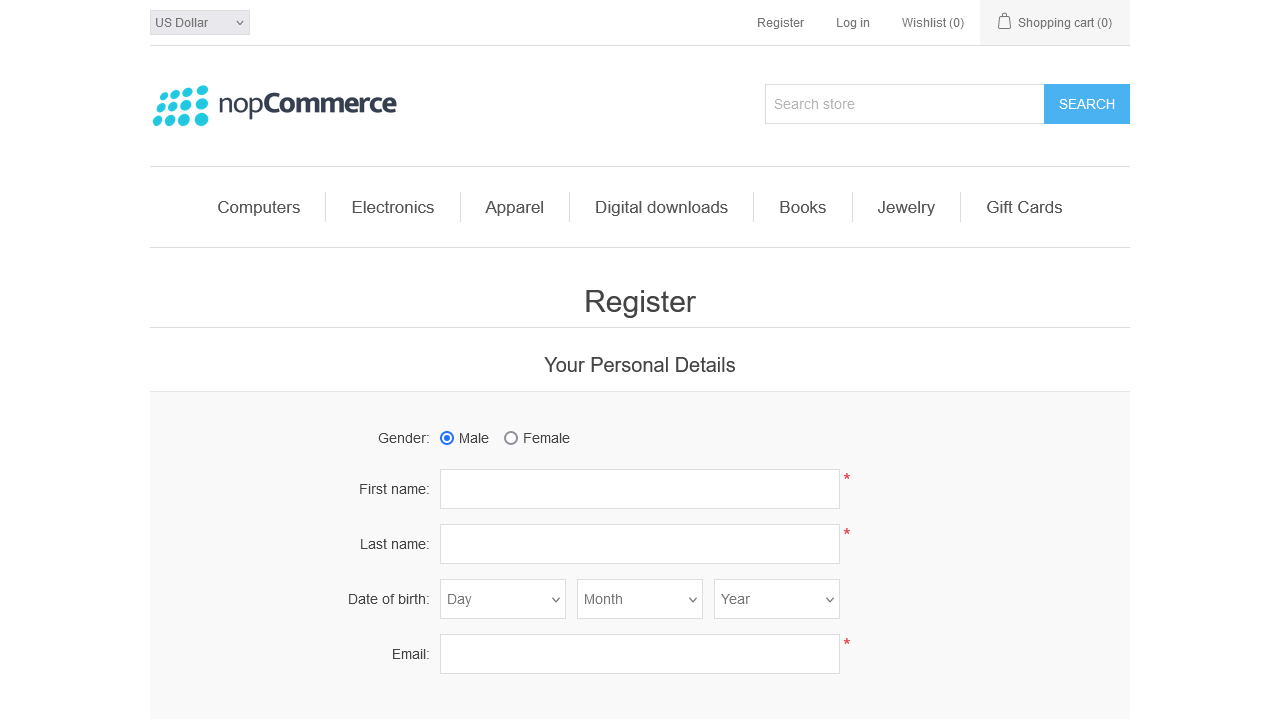 US Dollar
Register
Log in
Wishlist (0)
Shopping cart (0)
nopCommerce
Search store
SEARCH
Computers
Electronics
Apparel
Digital downloads
Books
Jewelry
Gift Cards
Register
Your Personal Details
Gender: Male Female
First name: *
Last name: *
Date of birth: Day Month Year
Email: *